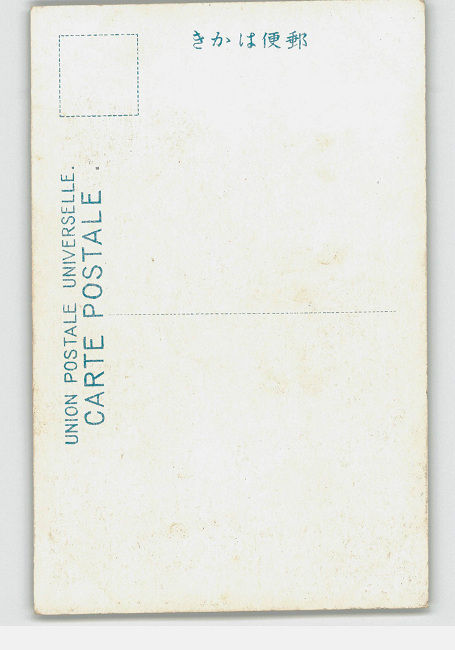 きかは便郵
UNION POSTALE UNIVERSELLE.
CARTE POSTALE .